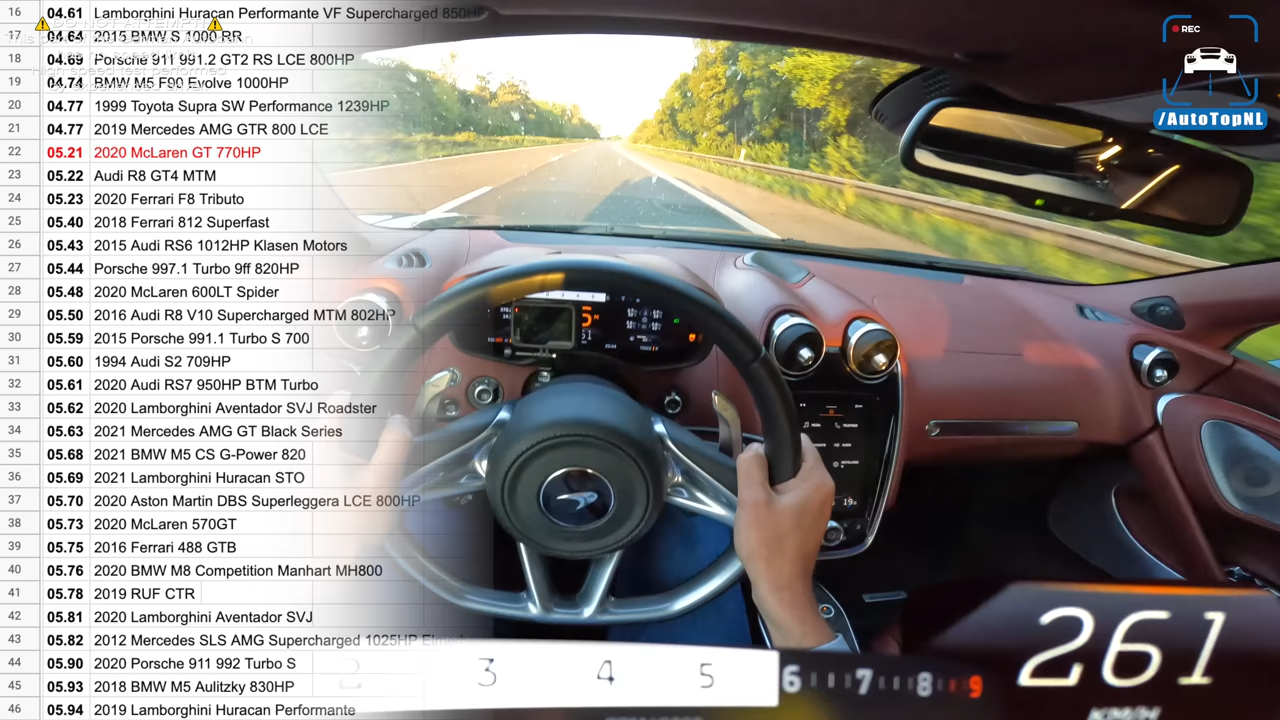 16 04.61 Lamborghini Huracan Performante VF Supercharged 850HP
⚠DO NOT ATTEMPT!⚠
17 04.64 2015 BMW S 1000 RR
18 04.69 Porsche 911 991.2 GT2 RS LCE 800HP
High speed test performed
19 04.74 BMW M5 F90 Evolve 1000HP
20 04.77 1999 Toyota Supra SW Performance 1239HP
21 04.77 2019 Mercedes AMG GTR 800 LCE
22 05.21 2020 McLaren GT 770HP
23 05.22 Audi R8 GT4 MTM
24 05.23 2020 Ferrari F8 Tributo
25 05.40 2018 Ferrari 812 Superfast
26 05.43 2015 Audi RS6 1012HP Klasen Motors
27 05.44 Porsche 997.1 Turbo 9ff 820HP
28 05.48 2020 McLaren 600LT Spider
29 05.50 2016 Audi R8 V10 Supercharged MTM 802HP
30 05.59 2015 Porsche 991.1 Turbo S 700
31 05.60 1994 Audi S2 709HP
32 05.61 2020 Audi RS7 950HP BTM Turbo
33 05.62 2020 Lamborghini Aventador SVJ Roadster
34 05.63 2021 Mercedes AMG GT Black Series
35 05.68 2021 BMW M5 CS G-Power 820
36 05.69 2021 Lamborghini Huracan STO
37 05.70 2020 Aston Martin DBS Superleggera LCE 800HP
38 05.73 2020 McLaren 570GT
39 05.75 2016 Ferrari 488 GTB
40 05.76 2020 BMW M8 Competition Manhart MH800
41 05.78 2019 RUF CTR
42 05.81 2020 Lamborghini Aventador SVJ
43 05.82 2012 Mercedes SLS AMG Supercharged 1025HP
44 05.90 2020 Porsche 911 992 Turbo S
45 05.93 2018 BMW M5 Aulitzky 830HP
46 05.94 2019 Lamborghini Huracan Performante
REC
/AutoTopNL
2 3 4 5 6 7 8 9
261
KM/H